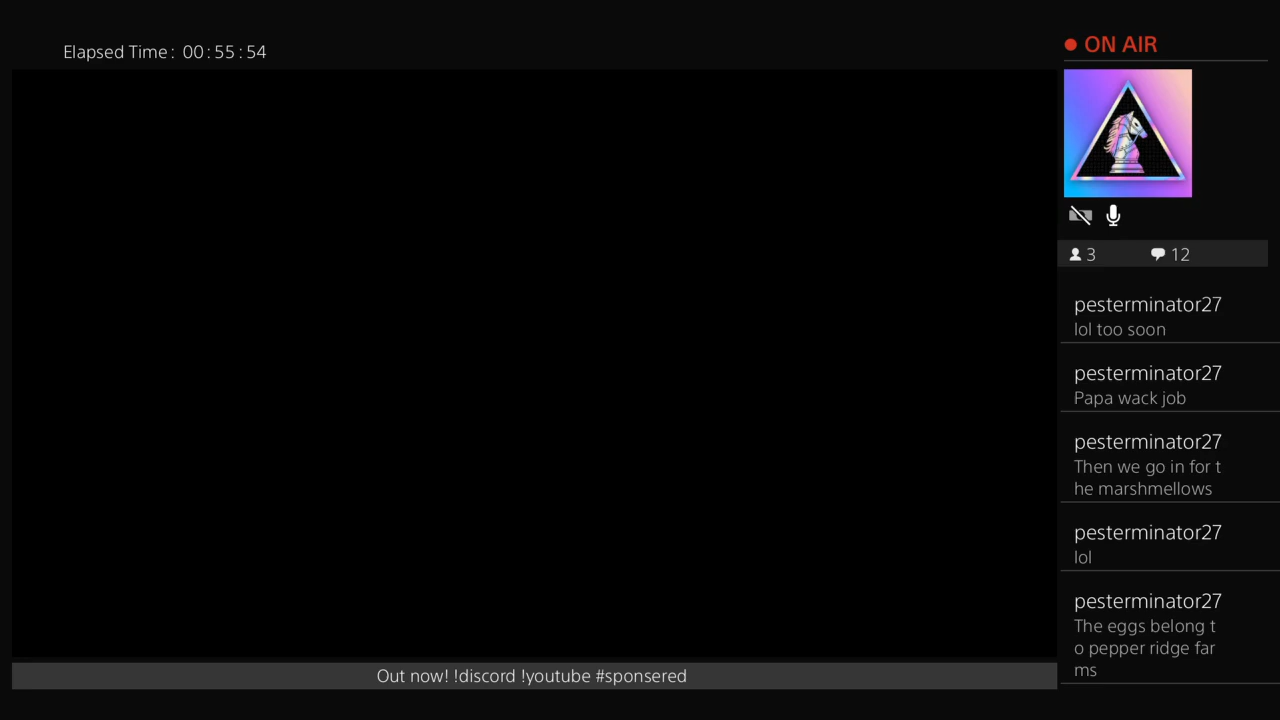 Elapsed Time: 00:55:54
ON AIR
3 12
pesterminator27
lol too soon
pesterminator27
Papa wack job
pesterminator27
Then we go in for t
he marshmellows
pesterminator27
lol
pesterminator27
The eggs belong t
o pepper ridge far
ms
Out now! !discord !youtube #sponsered